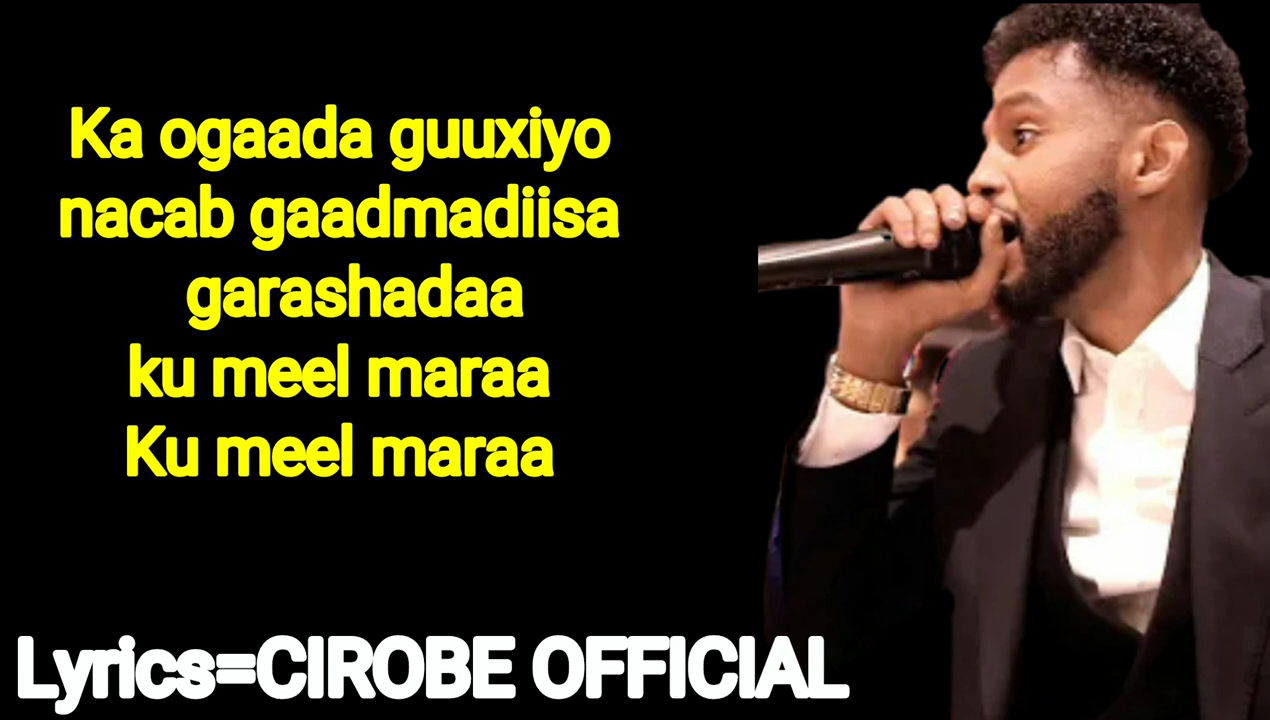 Ka ogaada guuxiyo
nacab gaadmadiisa
garashadaa
ku meel maraa
Ku meel maraa
Lyrics=CIROBE OFFICIAL